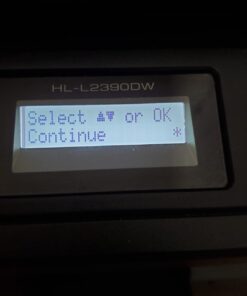 HL-L2390DW
Select ▲▼ or OK
Continue *